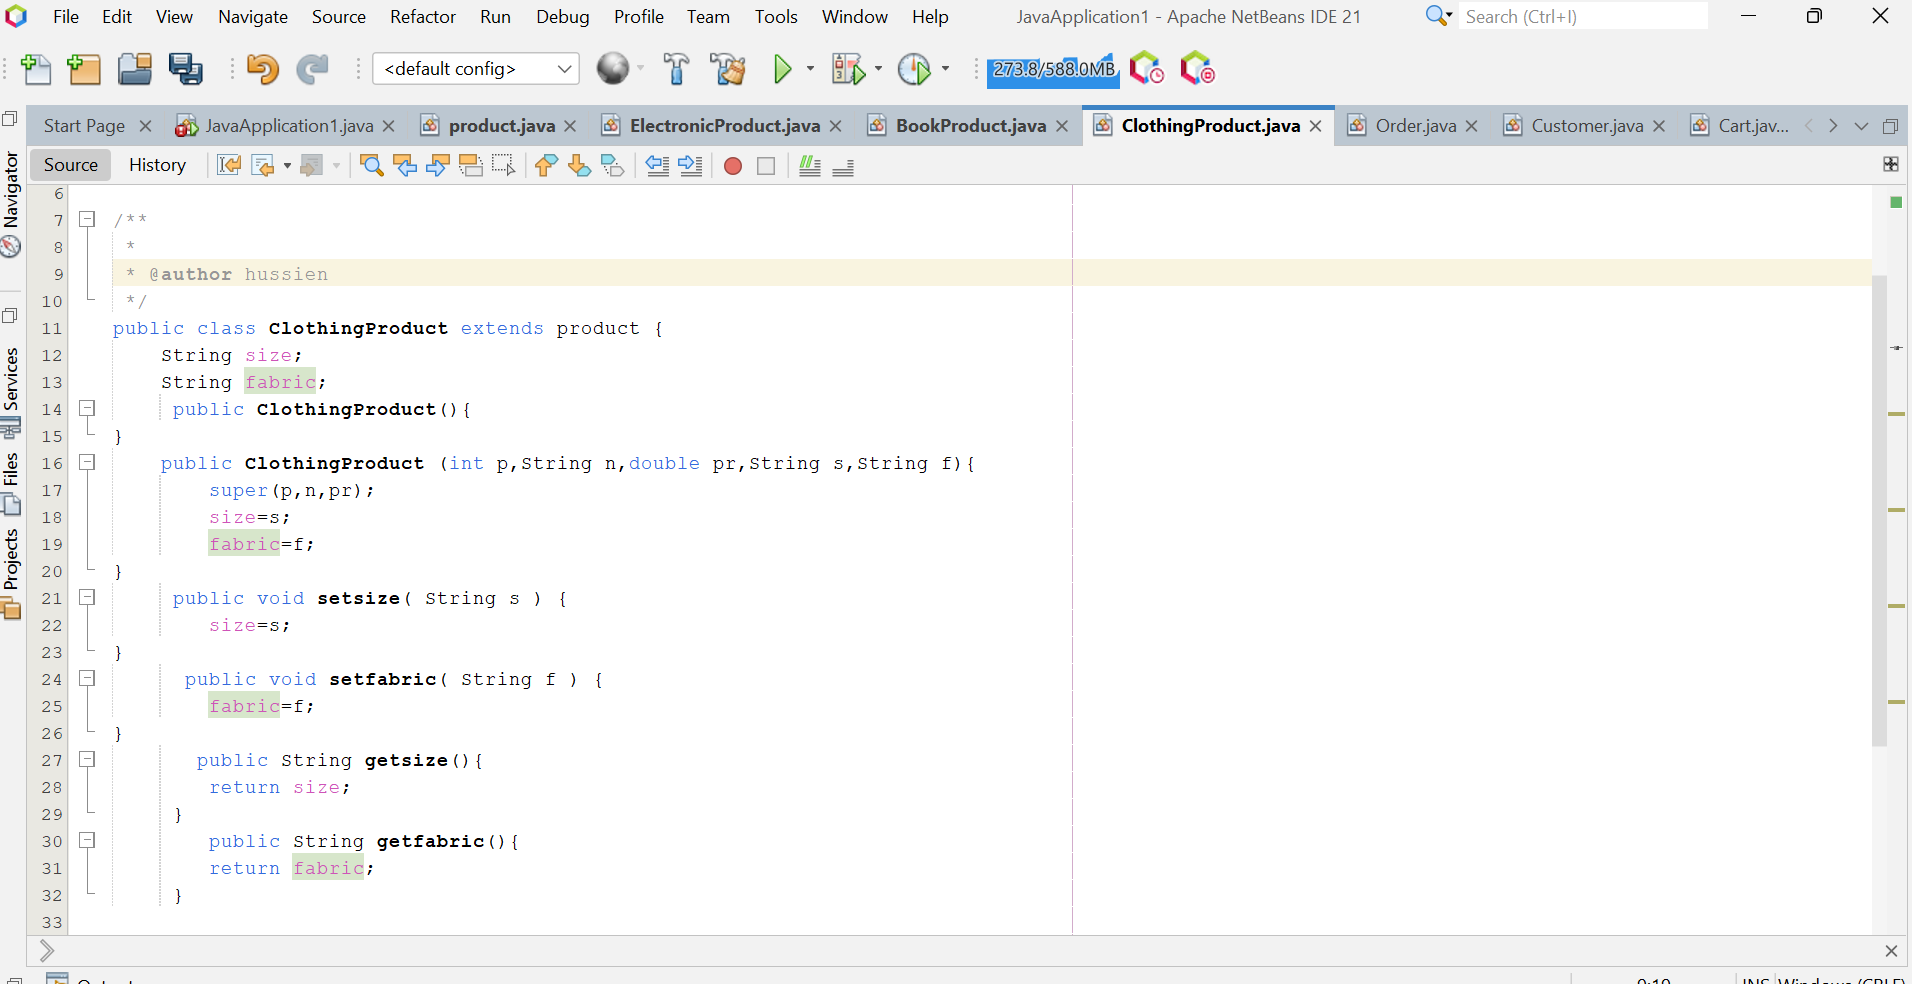 File Edit View Navigate Source Refactor Run Debug Profile Team Tools Window Help JavaApplication1 - Apache NetBeans IDE 21 Search (Ctrl+I)
<default config> 273.8/588.0MB
Start Page JavaApplication1.java product.java ElectronicProduct.java BookProduct.java ClothingProduct.java Order.java Customer.java Cart.jav...
Source History
Navigator
Services
Files
Projects
6
7 /**
8 *
9 * @author hussien
10 */
11 public class ClothingProduct extends product {
12 String size;
13 String fabric;
14 public ClothingProduct(){
15 }
16 public ClothingProduct (int p,String n,double pr,String s,String f){
17 super(p,n,pr);
18 size=s;
19 fabric=f;
20 }
21 public void setsize( String s ) {
22 size=s;
23 }
24 public void setfabric( String f ) {
25 fabric=f;
26 }
27 public String getsize(){
28 return size;
29 }
30 public String getfabric(){
31 return fabric;
32 }
33